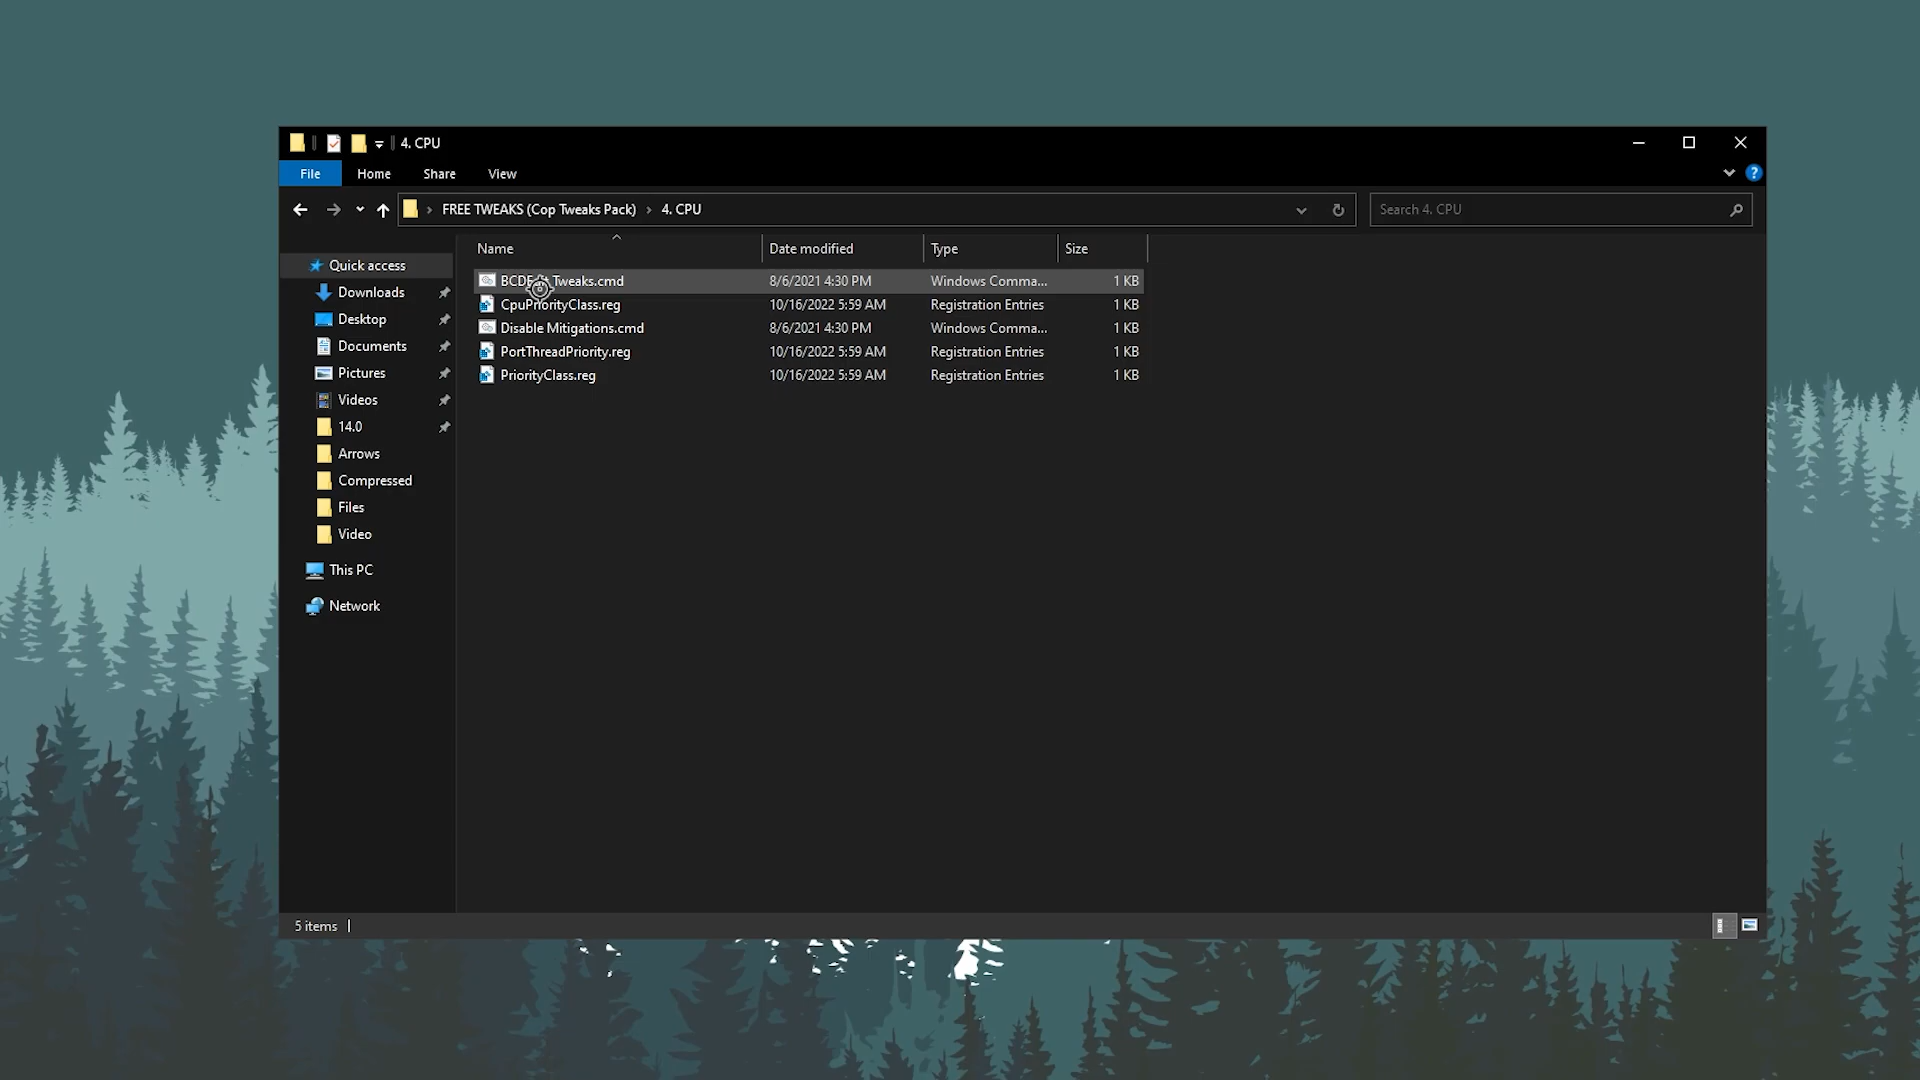 4. CPU
File Home Share View
FREE TWEAKS (Cop Tweaks Pack) › 4. CPU
Search 4. CPU
Name Date modified Type Size
Quick access
Downloads
Desktop
Documents
Pictures
Videos
14.0
Arrows
Compressed
Files
Video
This PC
Network
Tweaks.cmd 8/6/2021 4:30 PM Windows Comma... 1 KB
CpuPriorityClass.reg 10/16/2022 5:59 AM Registration Entries 1 KB
Disable Mitigations.cmd 8/6/2021 4:30 PM Windows Comma... 1 KB
PortThreadPriority.reg 10/16/2022 5:59 AM Registration Entries 1 KB
PriorityClass.reg 10/16/2022 5:59 AM Registration Entries 1 KB
5 items